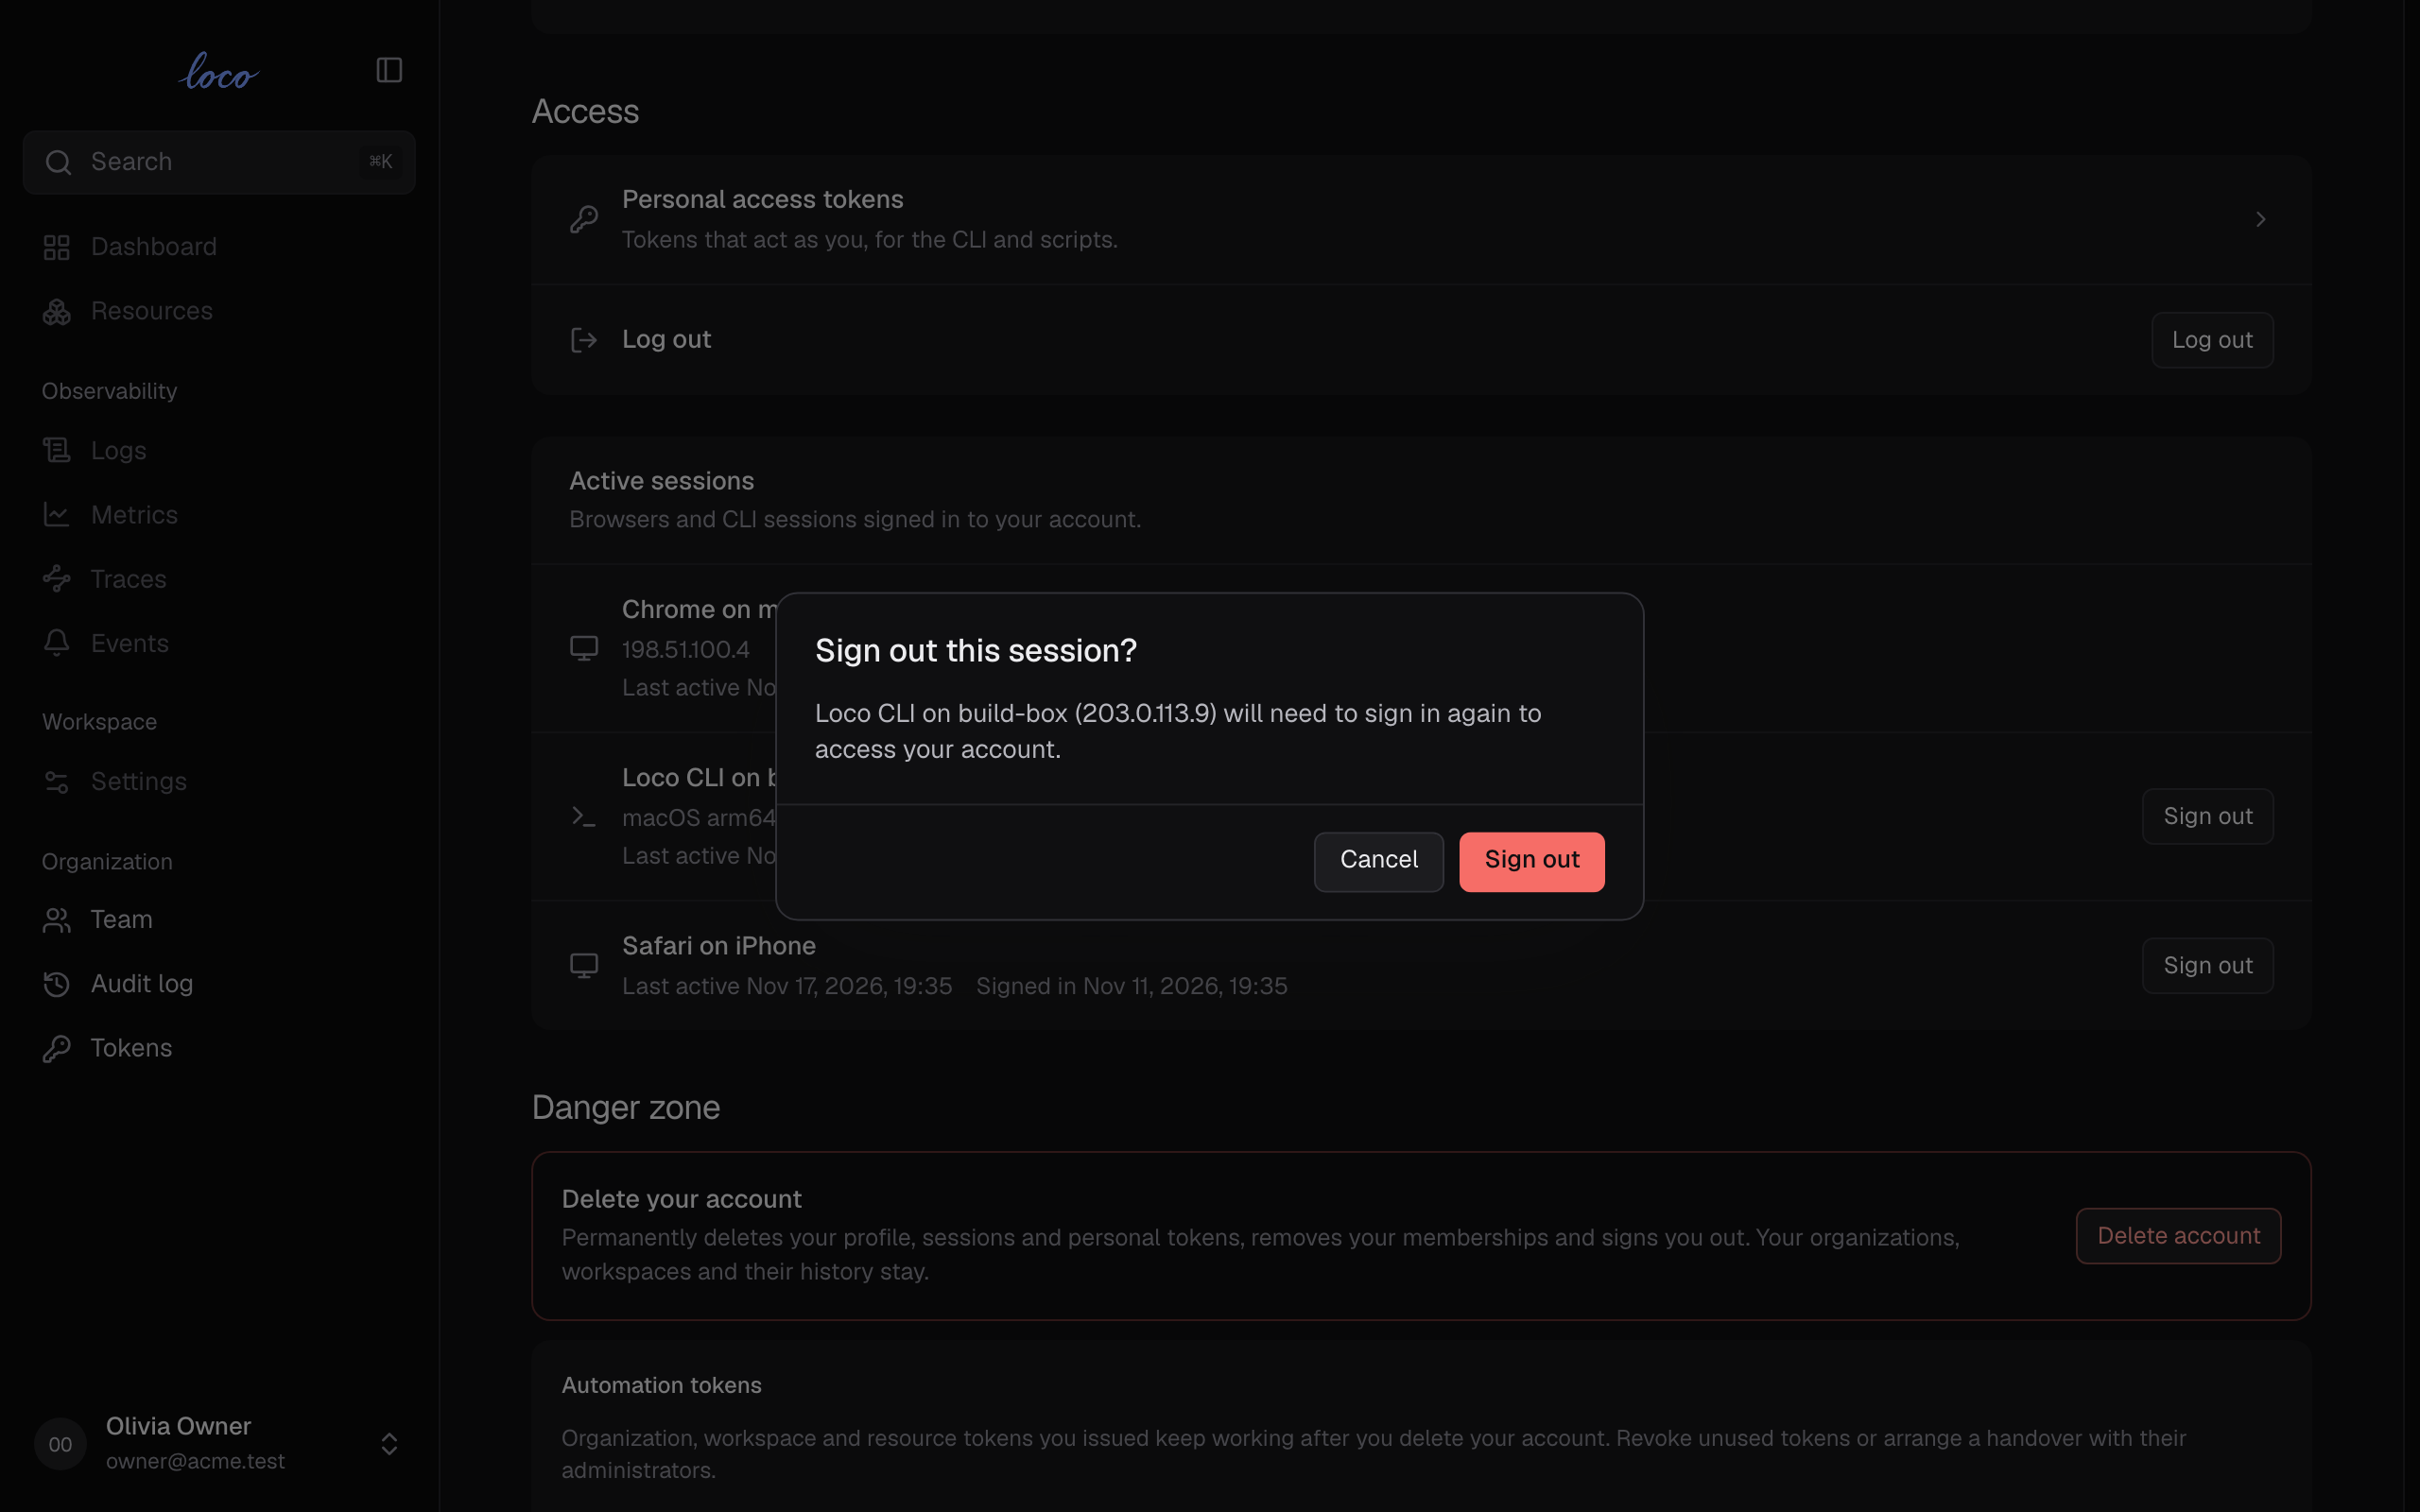 loco
Search ⌘K
Dashboard
Resources
Observability
Logs
Metrics
Traces
Events
Workspace
Settings
Organization
Team
Audit log
Tokens
OO Olivia Owner
owner@acme.test
Access
Personal access tokens
Tokens that act as you, for the CLI and scripts.
Log out Log out
Active sessions
Browsers and CLI sessions signed in to your account.
Chrome on
198.51.100.4
Last active
Loco CLI on
macOS arm64
Last active
Sign out
Safari on iPhone
Last active Nov 17, 2026, 19:35 Signed in Nov 11, 2026, 19:35
Sign out
Sign out this session?
Loco CLI on build-box (203.0.113.9) will need to sign in again to
access your account.
Cancel Sign out
Danger zone
Delete your account
Permanently deletes your profile, sessions and personal tokens, removes your memberships and signs you out. Your organizations,
workspaces and their history stay.
Delete account
Automation tokens
Organization, workspace and resource tokens you issued keep working after you delete your account. Revoke unused tokens or arrange a handover with their
administrators.